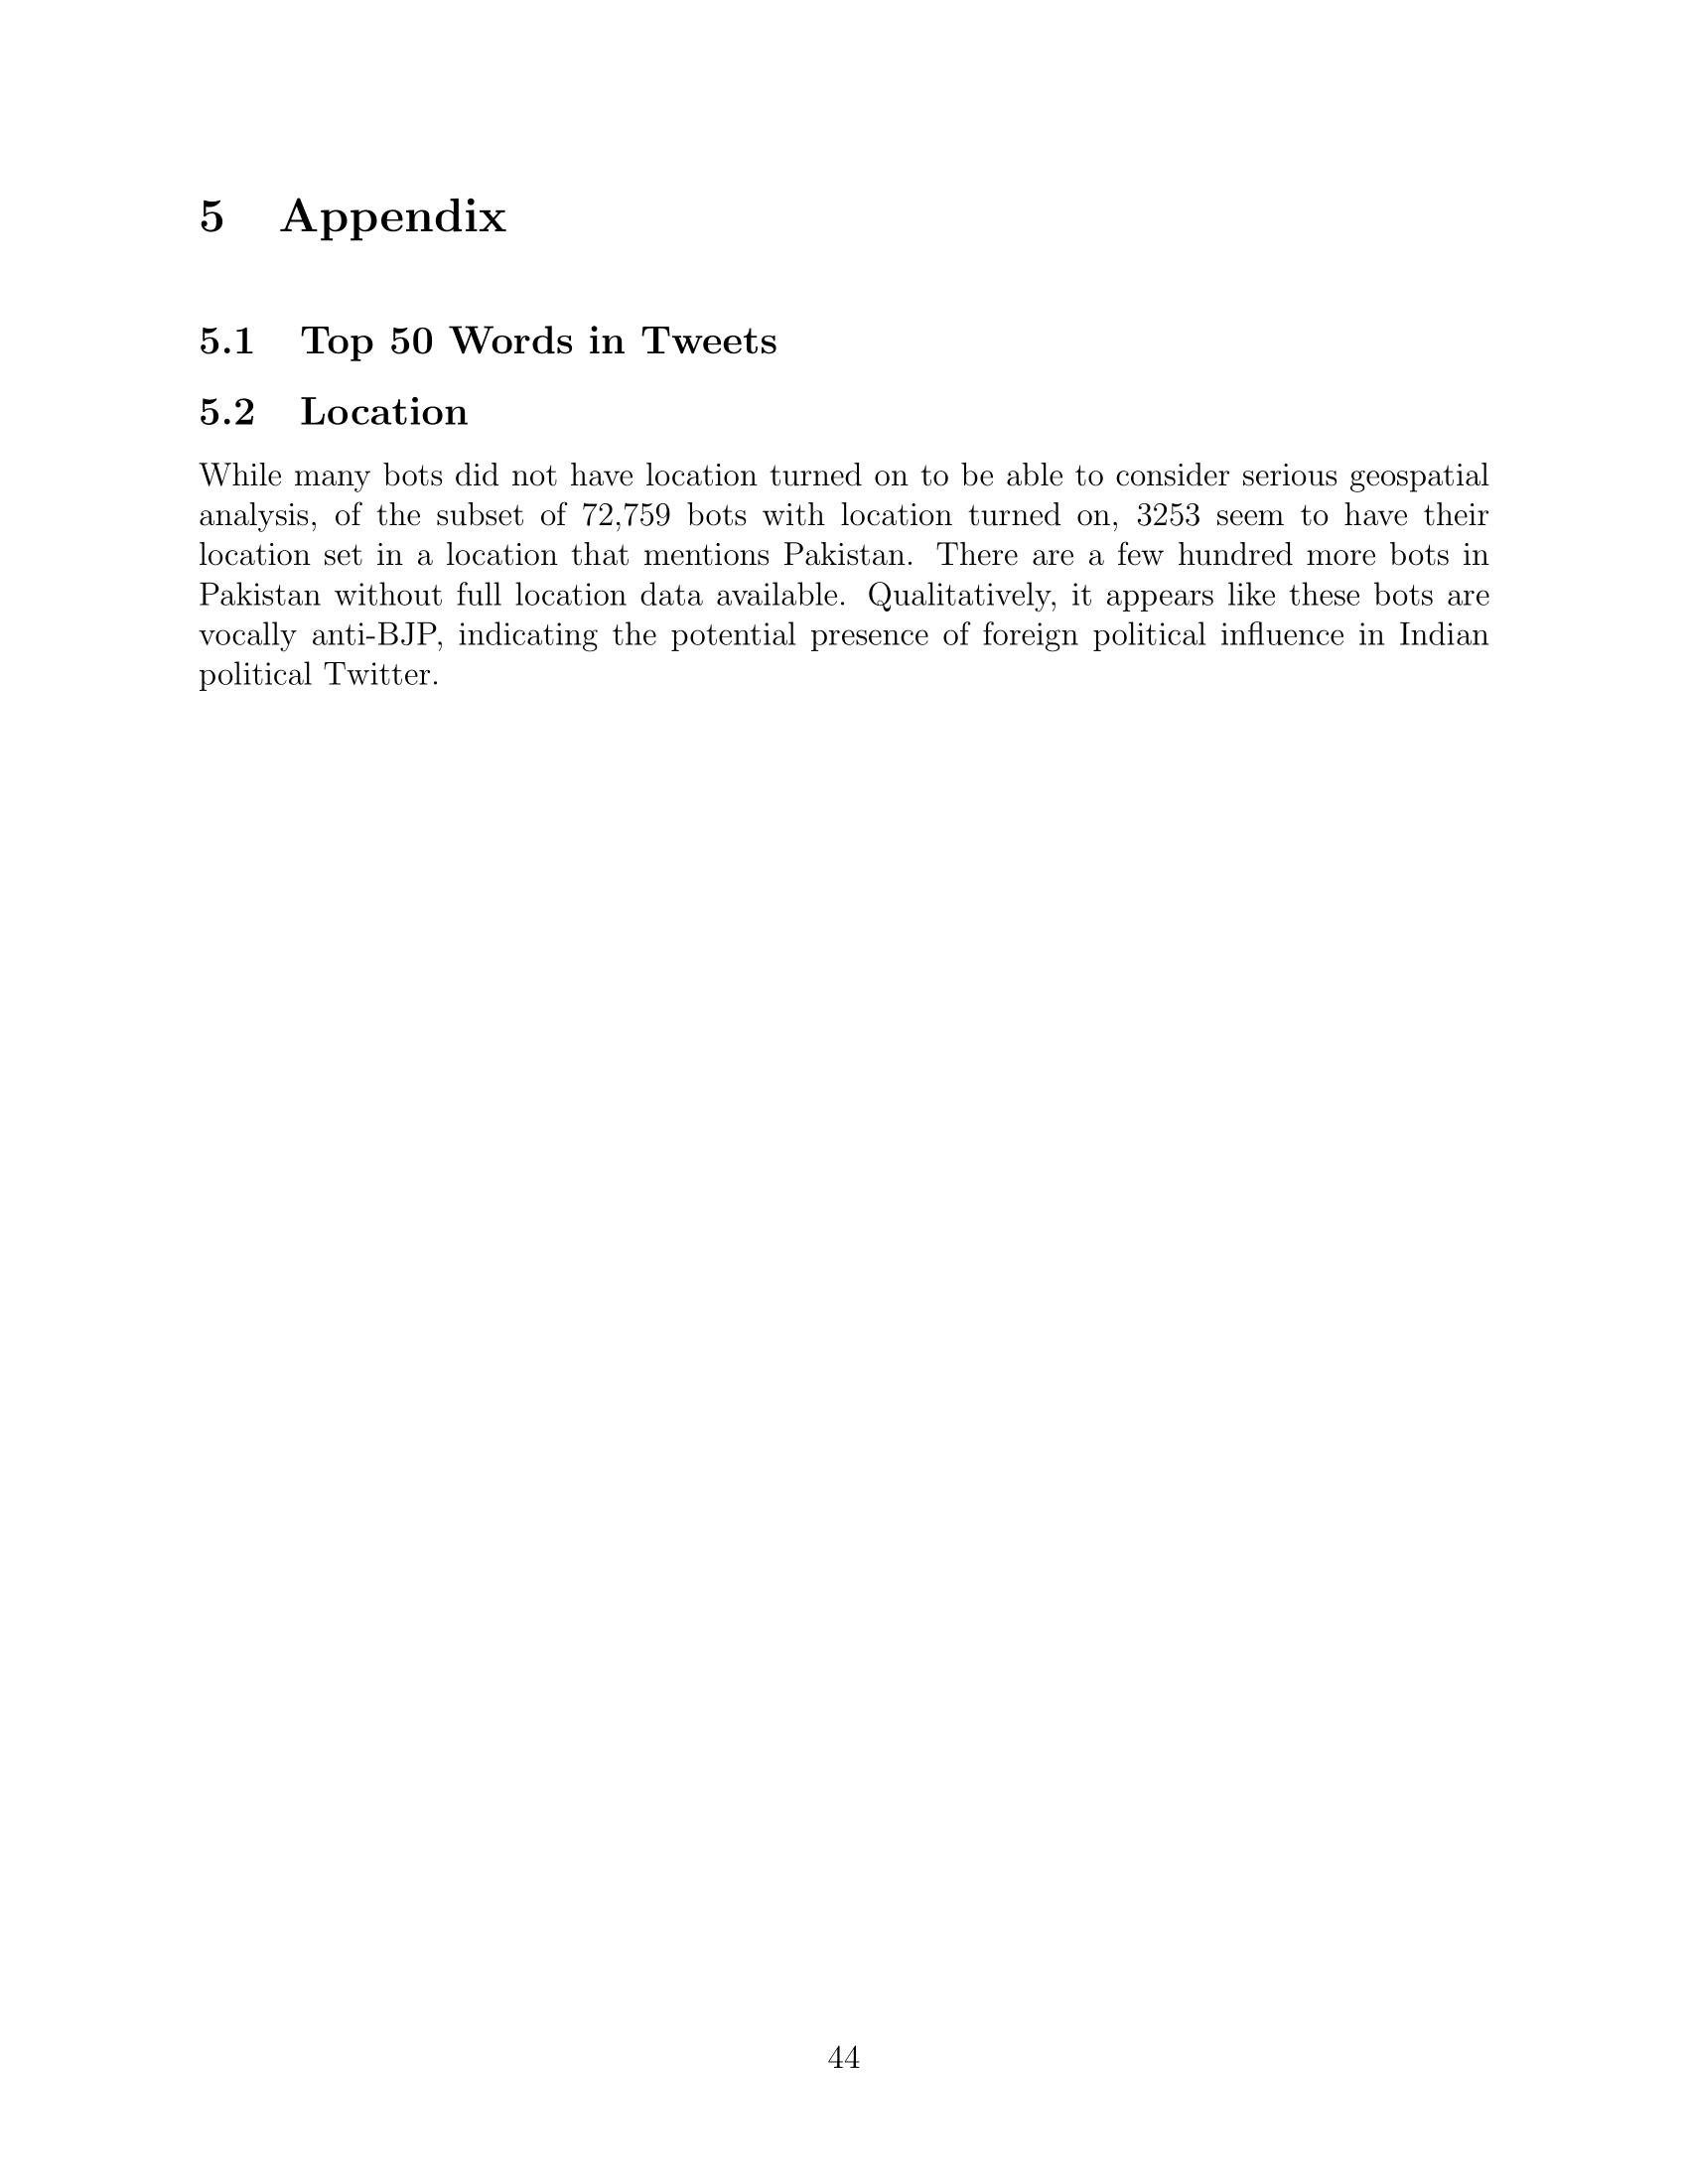 5 Appendix
5.1 Top 50 Words in Tweets
5.2 Location
While many bots did not have location turned on to be able to consider serious geospatial
analysis, of the subset of 72,759 bots with location turned on, 3253 seem to have their
location set in a location that mentions Pakistan. There are a few hundred more bots in
Pakistan without full location data available. Qualitatively, it appears like these bots are
vocally anti-BJP, indicating the potential presence of foreign political influence in Indian
political Twitter.
44